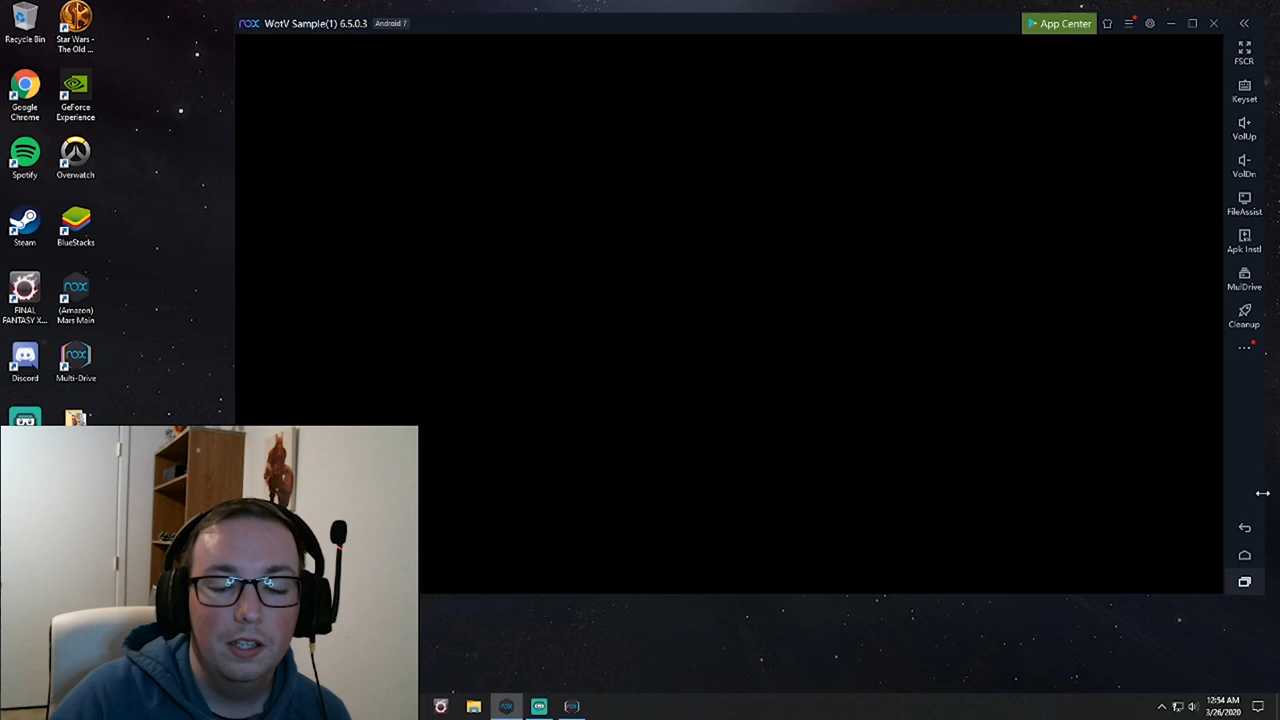 nox WotV Sample(1) 6.5.0.3 Android 7
App Center
Recycle Bin
Star Wars -
The Old ...
Google
Chrome
GeForce
Experience
Spotify
Overwatch
Steam
BlueStacks
nox
FINAL
FANTASY X...
(Amazon)
Mars Main
nox
Discord
Multi-Drive
FSCR
Keyset
VolUp
VolDn
FileAssist
Apk Instl
MulDrive
Cleanup
12:54 AM
3/26/2020